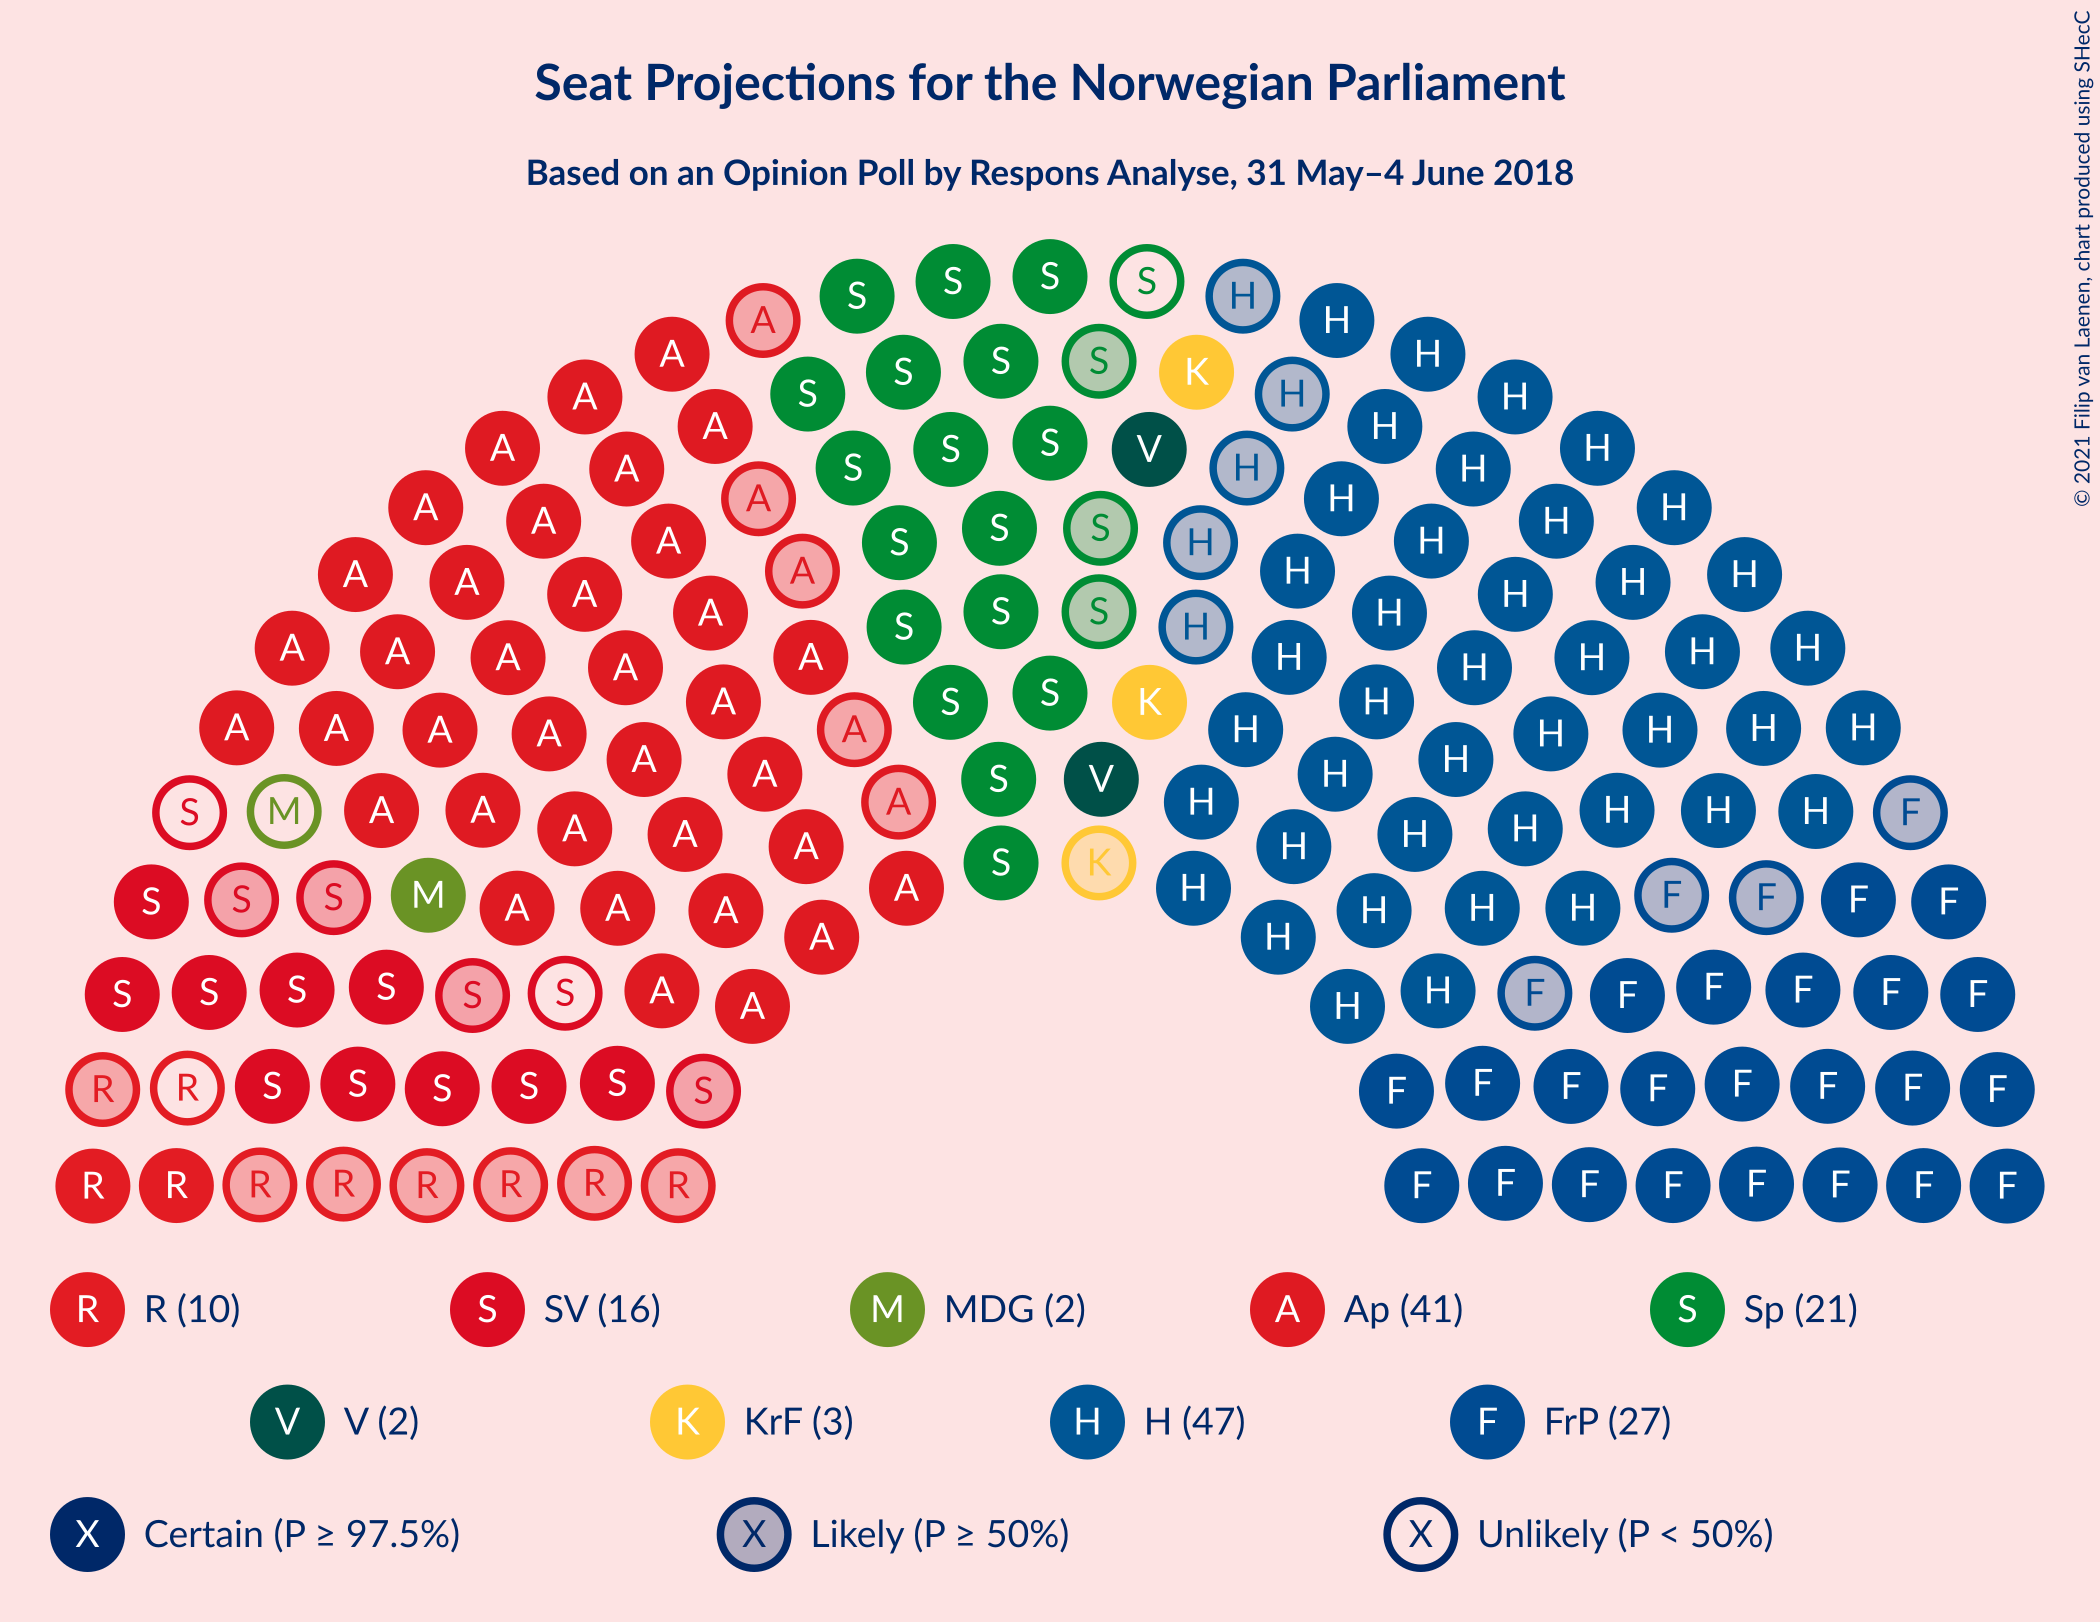 Seat Projections for the Norwegian Parliament
Based on an Opinion Poll by Respons Analyse, 31 May–4 June 2018
© 2021 Filip van Laenen, chart produced using SHecC
S S S S H
A S S S S K H H
A A S S S V H H H
A A A S S S H H H H
A A A A S S S H H H H
A A A A A S S K H H H H
A A A A A A S V H H H H H
A A A A A A A S K H H H H H H
S M A A A A A A H H H H H H H F
S S S M A A A A H H H H F F F F
S S S S S S A A H H F F F F F F
R R S S S S S S F F F F F F F F
R R R R R R R R F F F F F F F F
R R (10) S SV (16) M MDG (2) A Ap (41) S Sp (21)
V V (2) K KrF (3) H H (47) F FrP (27)
X Certain (P ≥ 97.5%) X Likely (P ≥ 50%) X Unlikely (P < 50%)